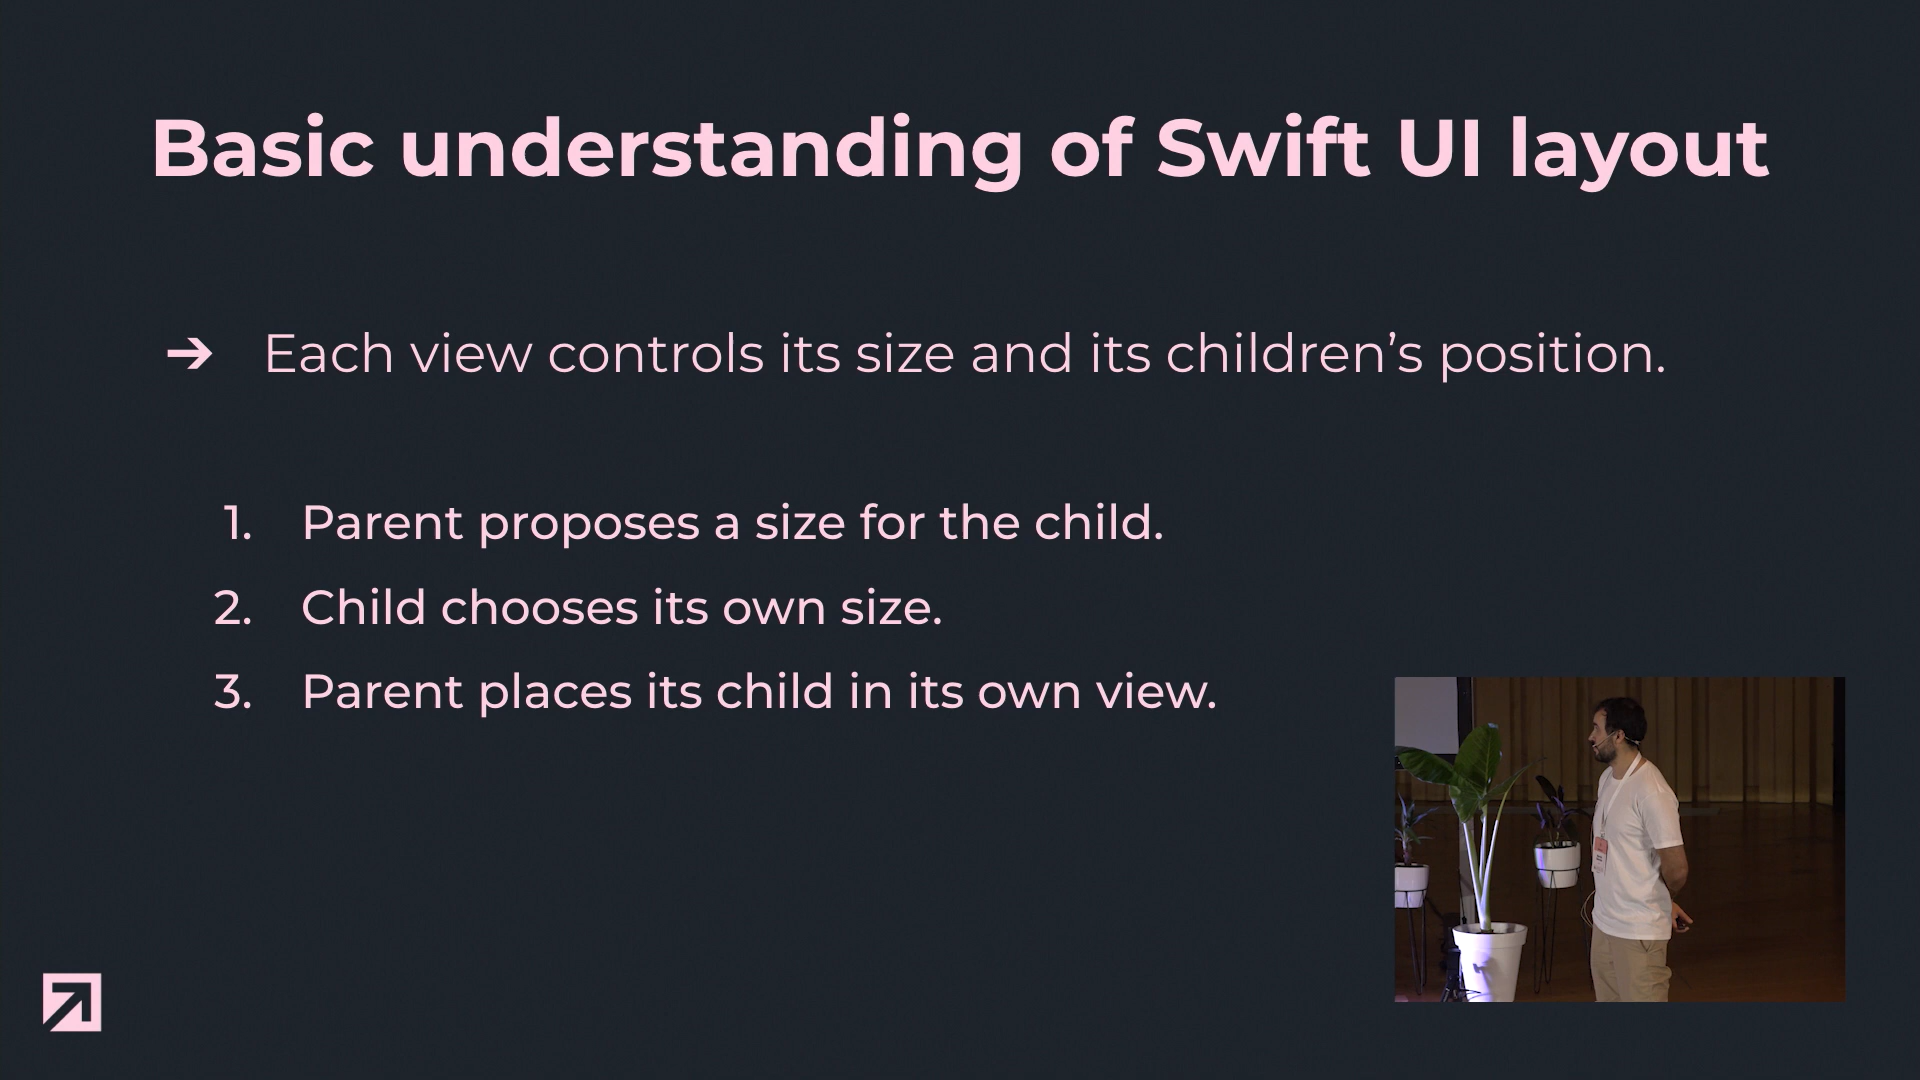 Basic understanding of Swift UI layout
➔ Each view controls its size and its children’s position.
1. Parent proposes a size for the child.
2. Child chooses its own size.
3. Parent places its child in its own view.